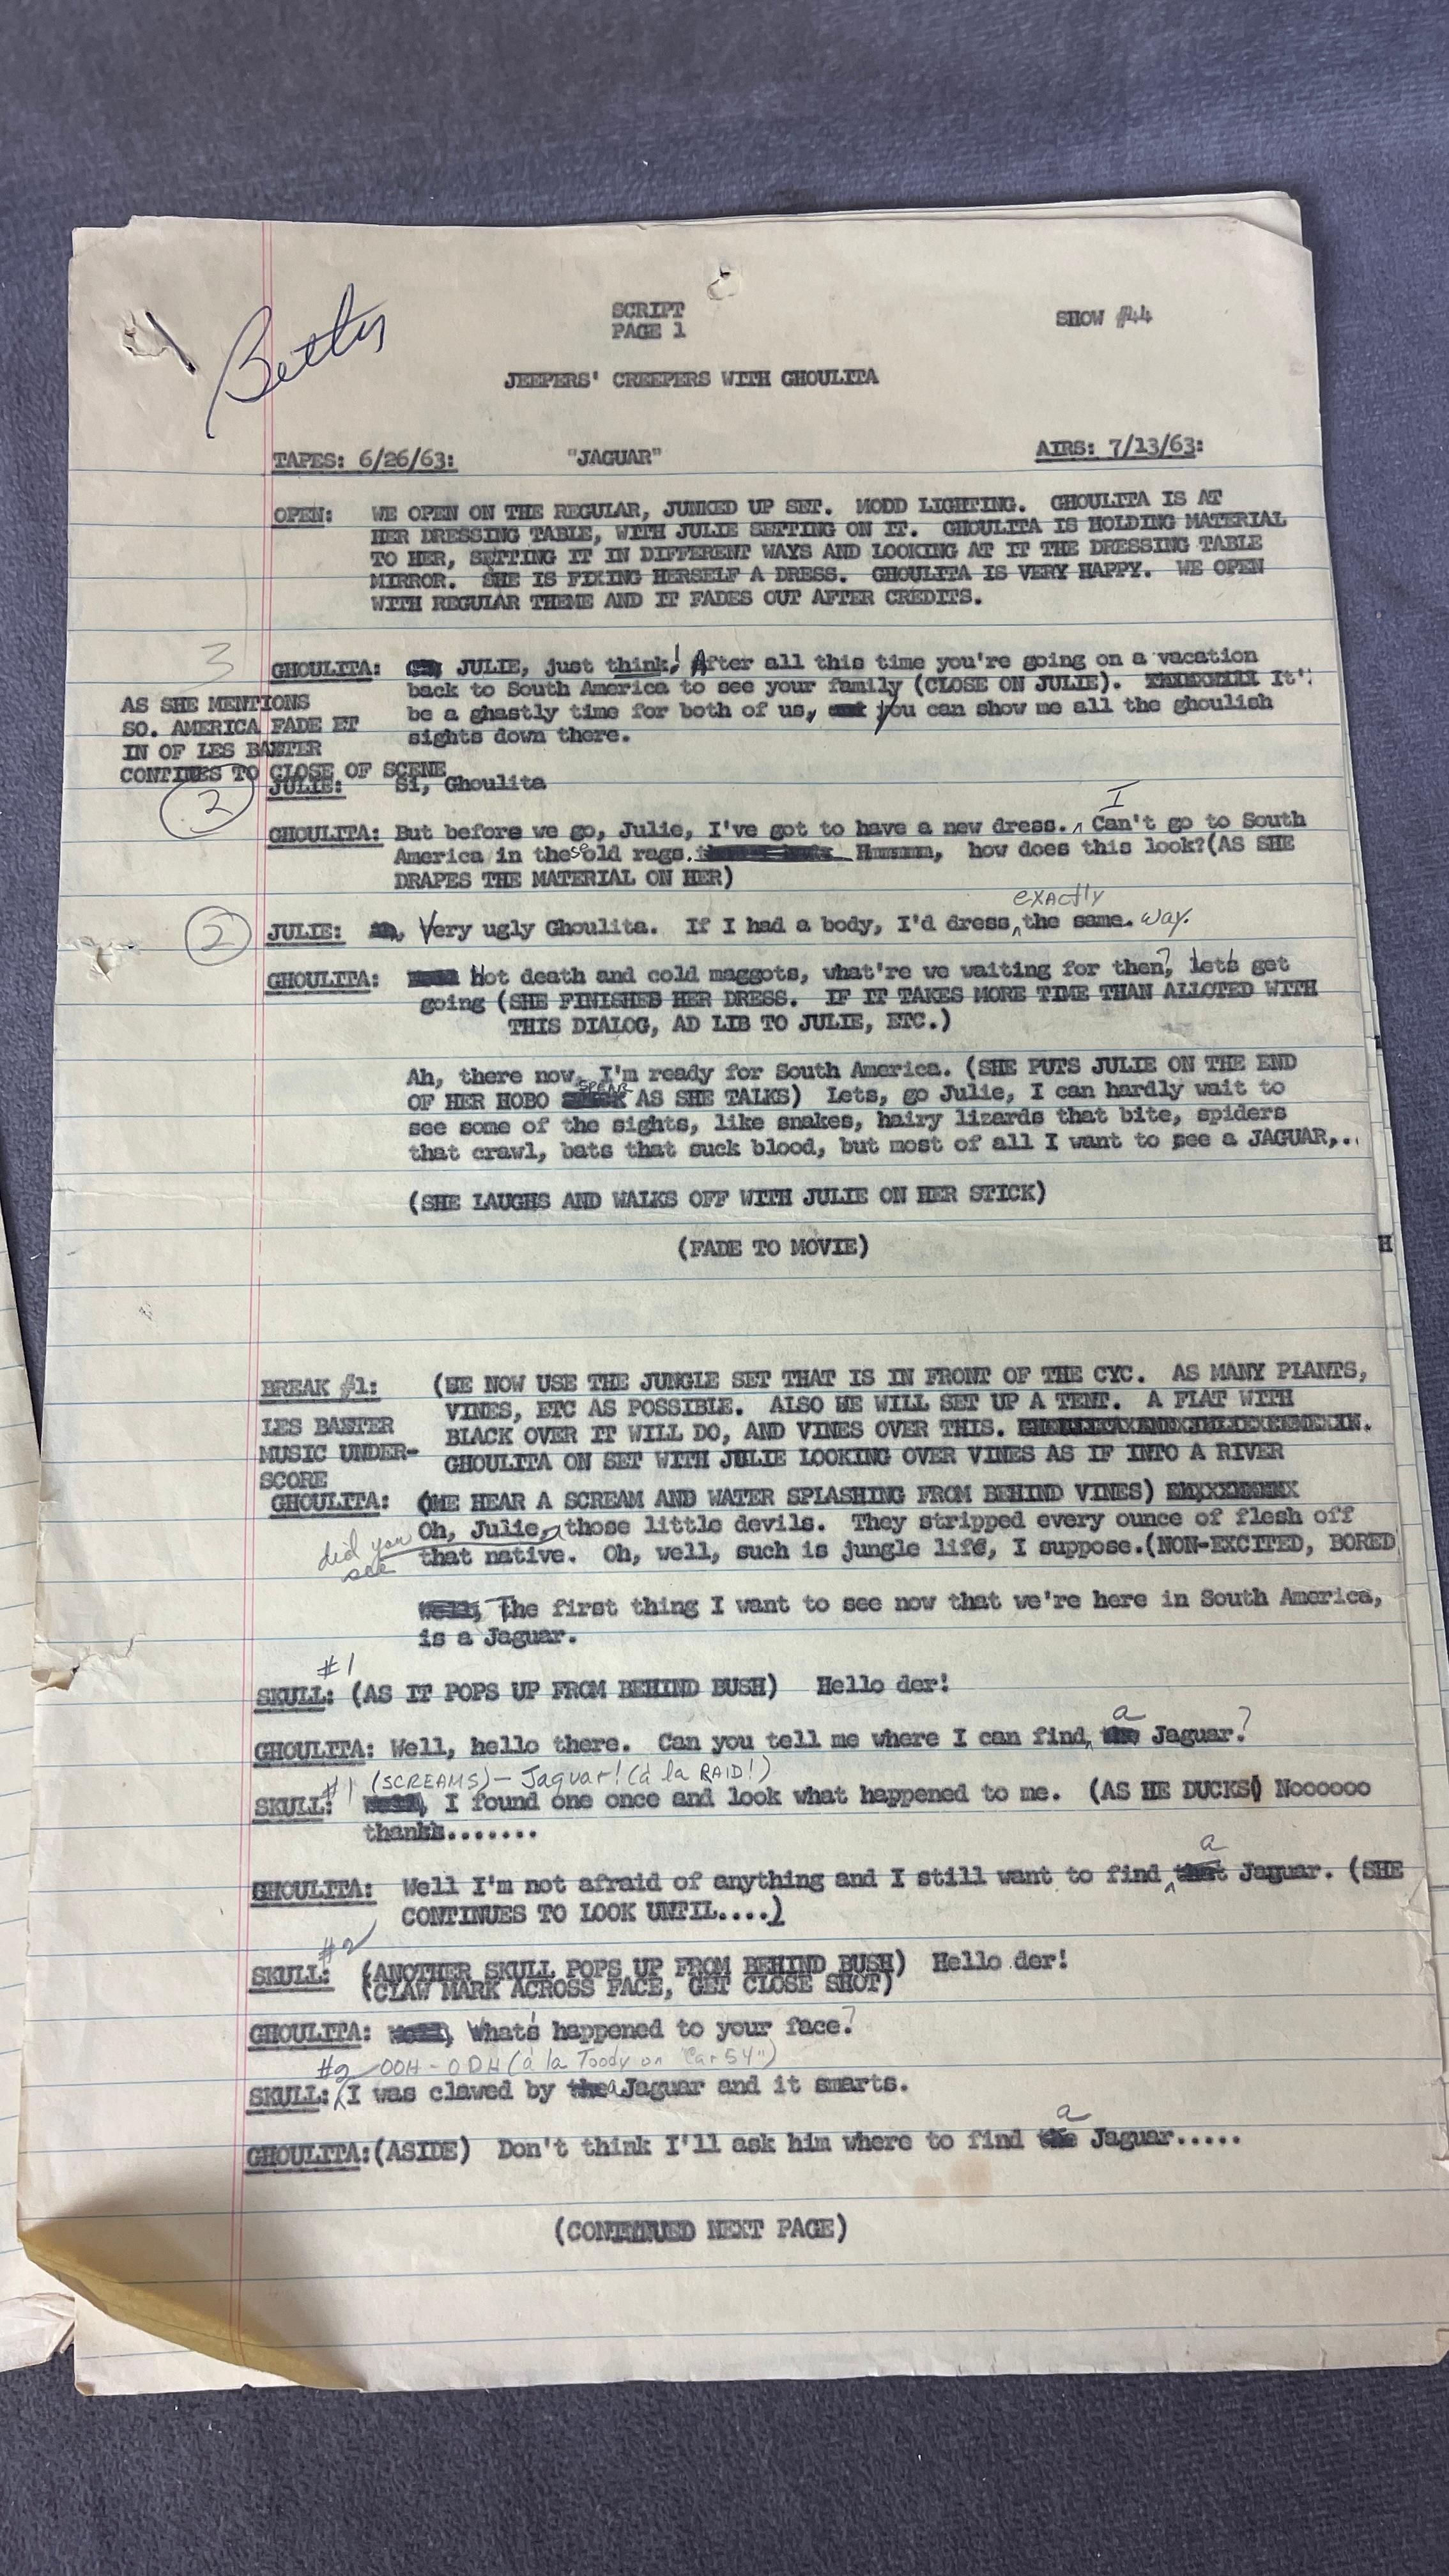 Betty
SCRIPT
PAGE 1
SHOW #44
JEEPERS' CREEPERS WITH GHOULITA
TAPES: 6/26/63: "JAGUAR" AIRS: 7/13/63:
OPEN: WE OPEN ON THE REGULAR, JUNKED UP SET. MODD LIGHTING. GHOULITA IS AT
HER DRESSING TABLE, WITH JULIE SETTING ON IT. GHOULITA IS HOLDING MATERIAL
TO HER, SETTING IT IN DIFFERENT WAYS AND LOOKING AT IT THE DRESSING TABLE
MIRROR. SHE IS FIXING HERSELF A DRESS. GHOULITA IS VERY HAPPY. WE OPEN
WITH REGULAR THEME AND IT FADES OUT AFTER CREDITS.
3
GHOULITA: JULIE, just think! After all this time you're going on a vacation
back to South America to see your family (CLOSE ON JULIE). It'
be a ghastly time for both of us, you can show me all the ghoulish
sights down there.
AS SHE MENTIONS
SO. AMERICA FADE ET
IN OF LES BAXTER
CONTINUES TO CLOSE OF SCENE
2
JULIE: Si, Ghoulita
GHOULITA: But before we go, Julie, I've got to have a new dress. I Can't go to South
America in these old rags. Hummmm, how does this look?(AS SHE
DRAPES THE MATERIAL ON HER)
2
JULIE: Very ugly Ghoulita. If I had a body, I'd dress exactly the same. way.
GHOULITA: Hot death and cold maggots, what're we waiting for then? let's get
going (SHE FINISHES HER DRESS. IF IT TAKES MORE TIME THAN ALLOTED WITH
THIS DIALOG, AD LIB TO JULIE, ETC.)
Ah, there now, I'm ready for South America. (SHE PUTS JULIE ON THE END
OF HER HOBO SPEAR AS SHE TALKS) Lets, go Julie, I can hardly wait to
see some of the sights, like snakes, hairy lizards that bite, spiders
that crawl, bats that suck blood, but most of all I want to see a JAGUAR,..
(SHE LAUGHS AND WALKS OFF WITH JULIE ON HER STICK)
(FADE TO MOVIE)
H
BREAK #1: (WE NOW USE THE JUNGLE SET THAT IS IN FRONT OF THE CYC. AS MANY PLANTS,
VINES, ETC AS POSSIBLE. ALSO WE WILL SET UP A TENT. A FLAT WITH
BLACK OVER IT WILL DO, AND VINES OVER THIS.
GHOULITA ON SET WITH JULIE LOOKING OVER VINES AS IF INTO A RIVER
LES BAXTER
MUSIC UNDER-
SCORE
GHOULITA: (WE HEAR A SCREAM AND WATER SPLASHING FROM BEHIND VINES)
Oh, Julie, did you see those little devils. They stripped every ounce of flesh off
that native. Oh, well, such is jungle life, I suppose.(NON-EXCITED, BORED
The first thing I want to see now that we're here in South America,
is a Jaguar.
#1
SKULL: (AS IT POPS UP FROM BEHIND BUSH) Hello der!
GHOULITA: Well, hello there. Can you tell me where I can find a Jaguar?
#1 (SCREAMS) - Jaguar! (à la RAID!)
SKULL: I found one once and look what happened to me. (AS HE DUCKS) Noooooo
thanks.......
GHOULITA: Well I'm not afraid of anything and I still want to find a Jaguar. (SHE
CONTINUES TO LOOK UNTIL....)
#2
SKULL: (ANOTHER SKULL POPS UP FROM BEHIND BUSH) Hello der!
(CLAW MARK ACROSS FACE, GET CLOSE SHOT)
GHOULITA: What's happened to your face?
#2 OOH-OOH (à la Toody on "Car 54")
SKULL: I was clawed by a Jaguar and it smarts.
GHOULITA:(ASIDE) Don't think I'll ask him where to find a Jaguar.....
(CONTINUED NEXT PAGE)